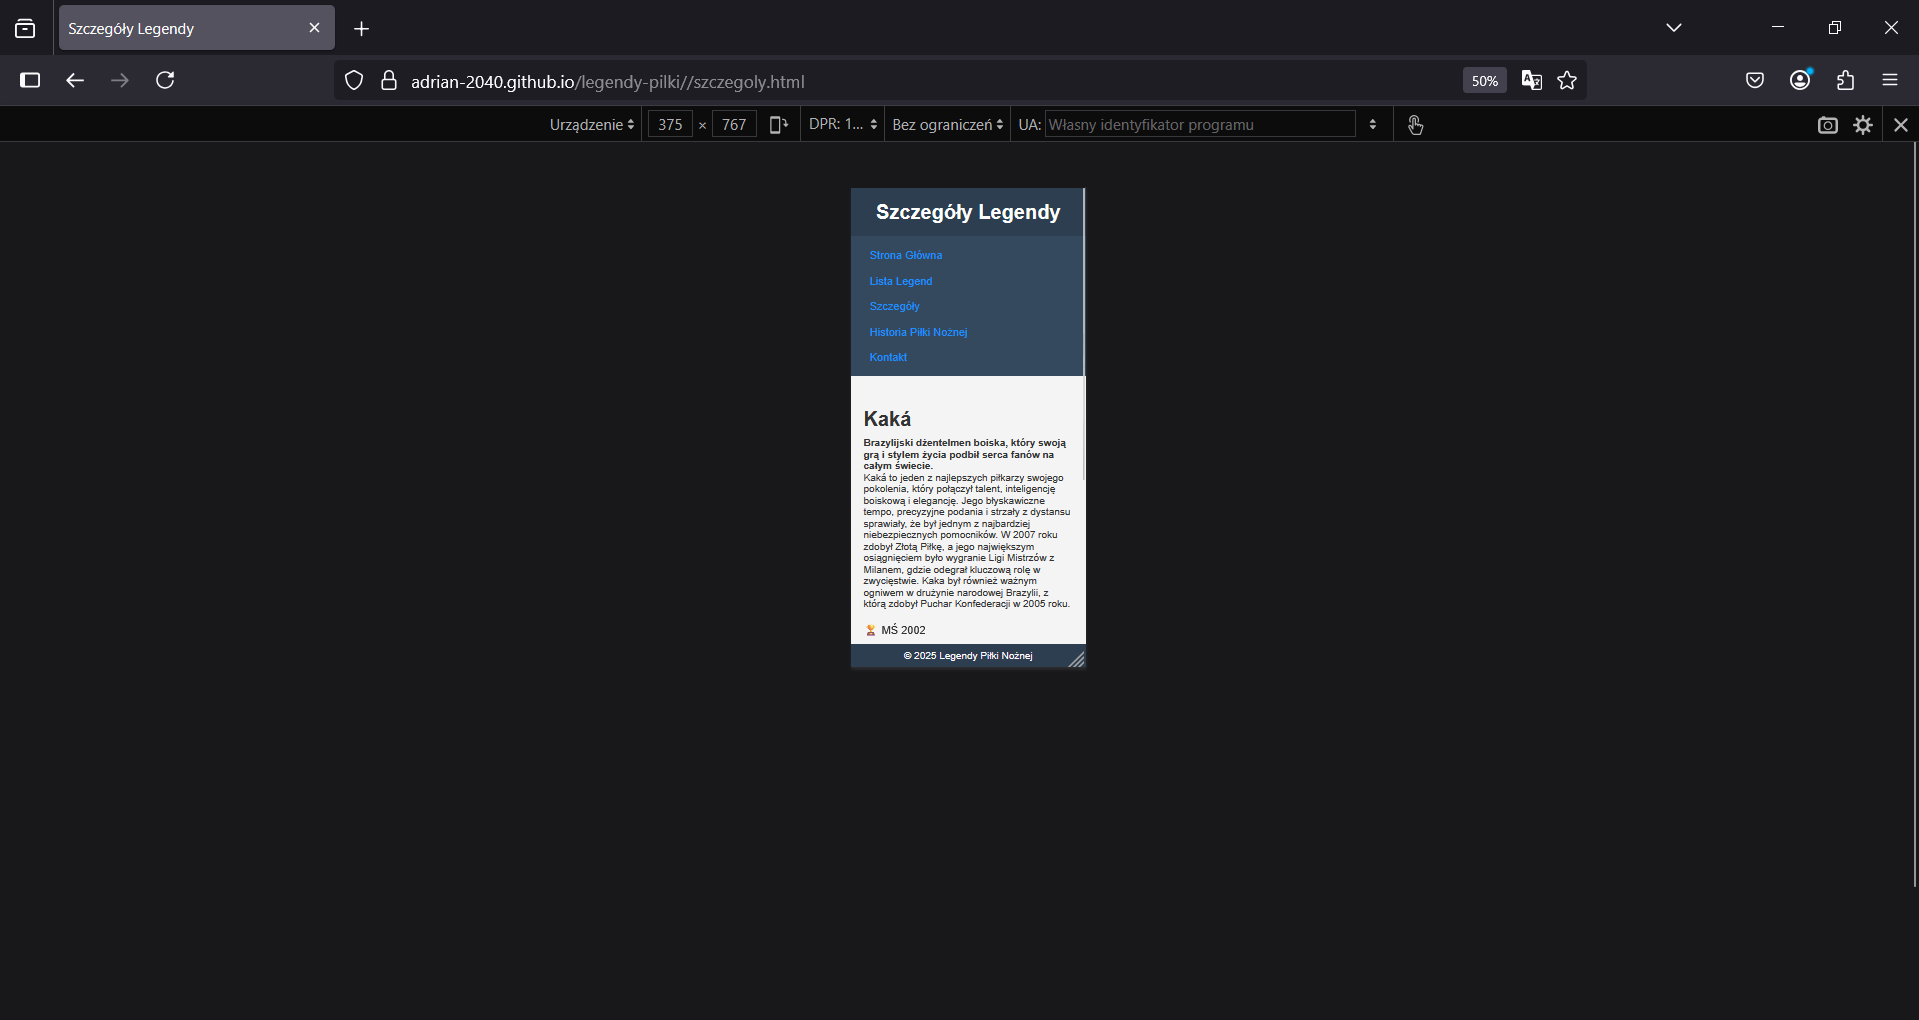 Szczegóły Legendy
adrian-2040.github.io/legendy-pilki//szczegoly.html
50%
Urządzenie
375 × 767
DPR: 1...
Bez ograniczeń
UA: Własny identyfikator programu
Szczegóły Legendy
Strona Główna
Lista Legend
Szczegóły
Historia Piłki Nożnej
Kontakt
Kaká
Brazylijski dżentelmen boiska, który swoją
grą i stylem życia podbił serca fanów na
całym świecie.
Kaká to jeden z najlepszych piłkarzy swojego
pokolenia, który połączył talent, inteligencję
boiskową i elegancję. Jego błyskawiczne
tempo, precyzyjne podania i strzały z dystansu
sprawiały, że był jednym z najbardziej
niebezpiecznych pomocników. W 2007 roku
zdobył Złotą Piłkę, a jego największym
osiągnięciem było wygranie Ligi Mistrzów z
Milanem, gdzie odegrał kluczową rolę w
zwycięstwie. Kaka był również ważnym
ogniwem w drużynie narodowej Brazylii, z
którą zdobył Puchar Konfederacji w 2005 roku.
🏆 MŚ 2002
© 2025 Legendy Piłki Nożnej